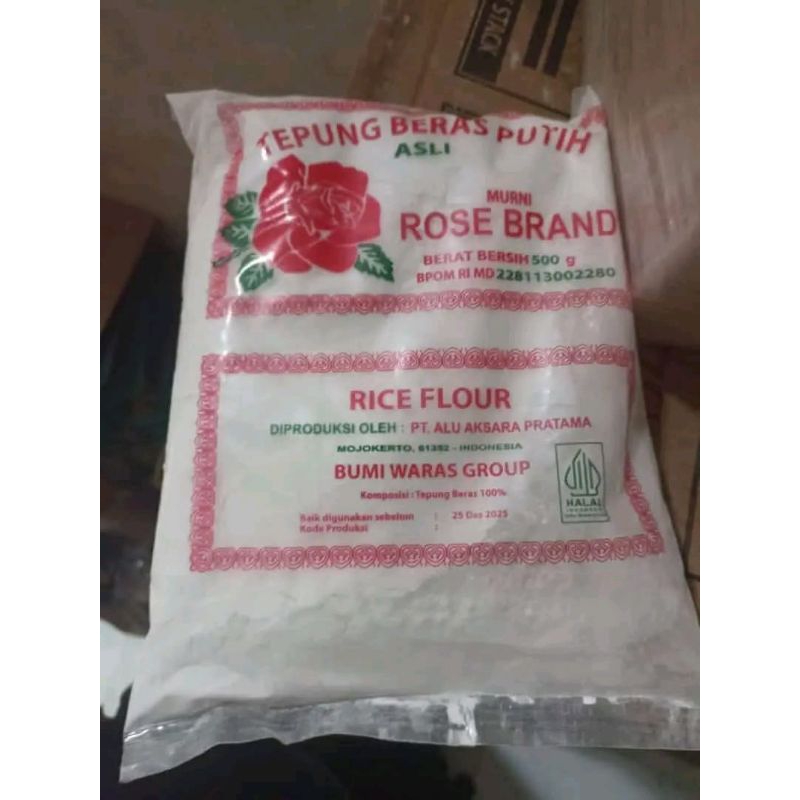 STACK
TEPUNG BERAS PUTIH
ASLI
MURNI
ROSE BRAND
BERAT BERSIH 500 g
BPOM RI MD 228113002280
RICE FLOUR
DIPRODUKSI OLEH : PT. ALU AKSARA PRATAMA
MOJOKERTO, 61352 - INDONESIA
BUMI WARAS GROUP
Komposisi : Tepung Beras 100%
HALAL
INDONESIA
Baik digunakan sebelum : 25 Des 2025
Kode Produksi :